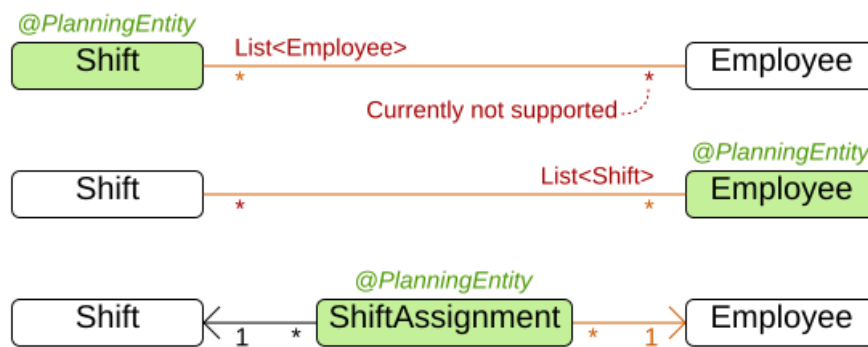 @PlanningEntity
Shift List<Employee> Employee
* *
Currently not supported
@PlanningEntity
Shift List<Shift> Employee
* *
@PlanningEntity
Shift ShiftAssignment Employee
1 * * 1